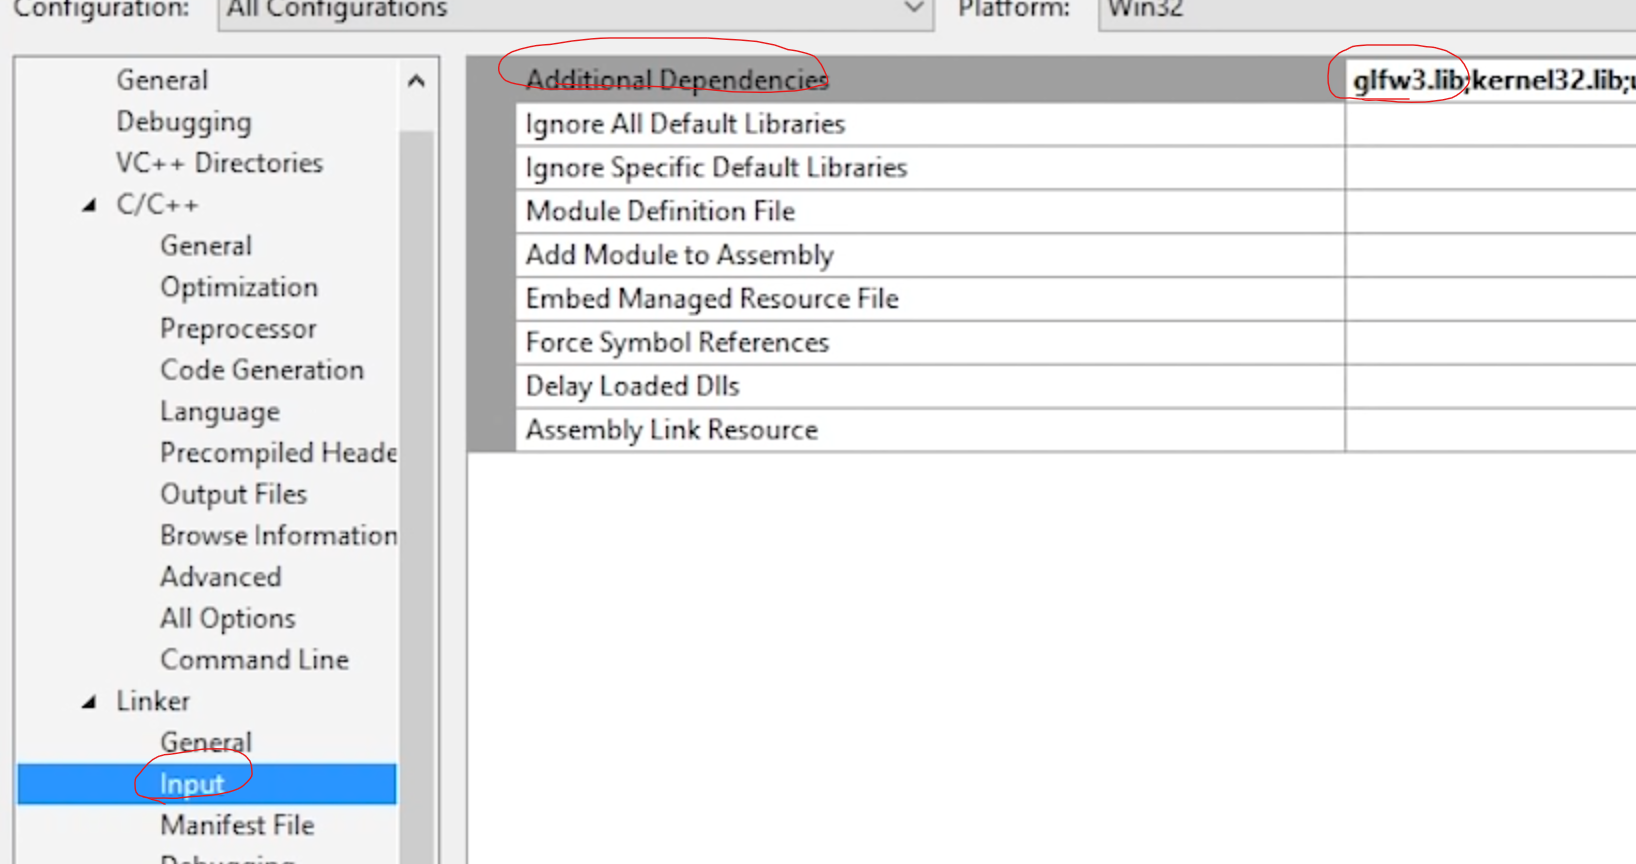 Configuration: All Configurations Platform: Win32
General
Debugging
VC++ Directories
C/C++
General
Optimization
Preprocessor
Code Generation
Language
Precompiled Heade
Output Files
Browse Information
Advanced
All Options
Command Line
Linker
General
Input
Manifest File
Debugging
Additional Dependencies glfw3.lib;kernel32.lib;u
Ignore All Default Libraries
Ignore Specific Default Libraries
Module Definition File
Add Module to Assembly
Embed Managed Resource File
Force Symbol References
Delay Loaded Dlls
Assembly Link Resource